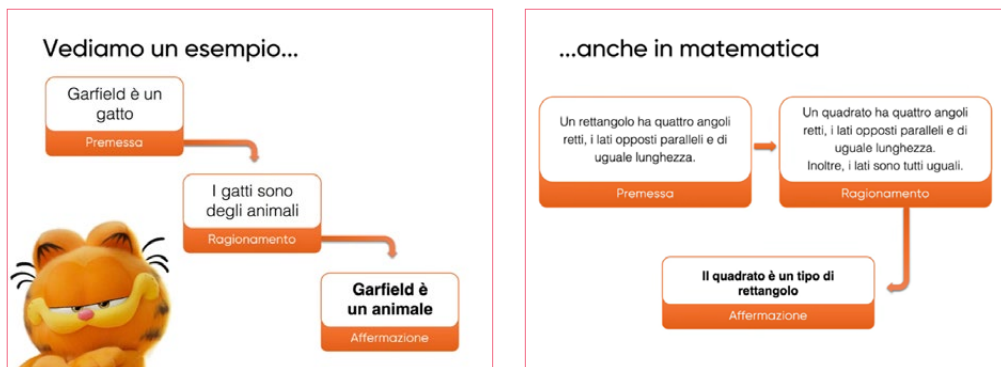 Vediamo un esempio...
Garfield è un
gatto
Premessa
I gatti sono
degli animali
Ragionamento
Garfield è
un animale
Affermazione
...anche in matematica
Un rettangolo ha quattro angoli
retti, i lati opposti paralleli e di
uguale lunghezza.
Premessa
Un quadrato ha quattro angoli
retti, i lati opposti paralleli e di
uguale lunghezza.
Inoltre, i lati sono tutti uguali.
Ragionamento
Il quadrato è un tipo di
rettangolo
Affermazione